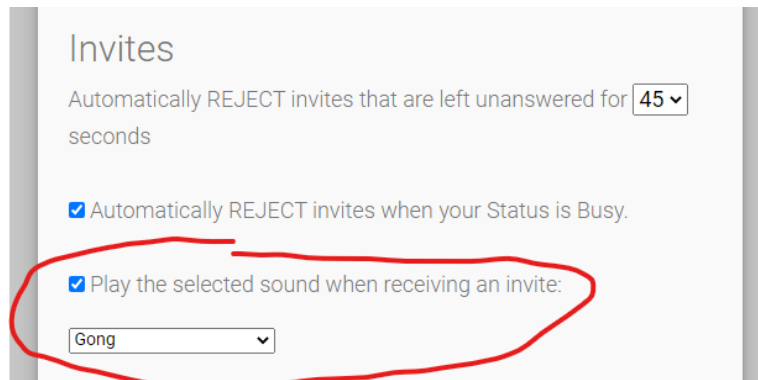 Invites
Automatically REJECT invites that are left unanswered for 45
seconds
Automatically REJECT invites when your Status is Busy.
Play the selected sound when receiving an invite:
Gong